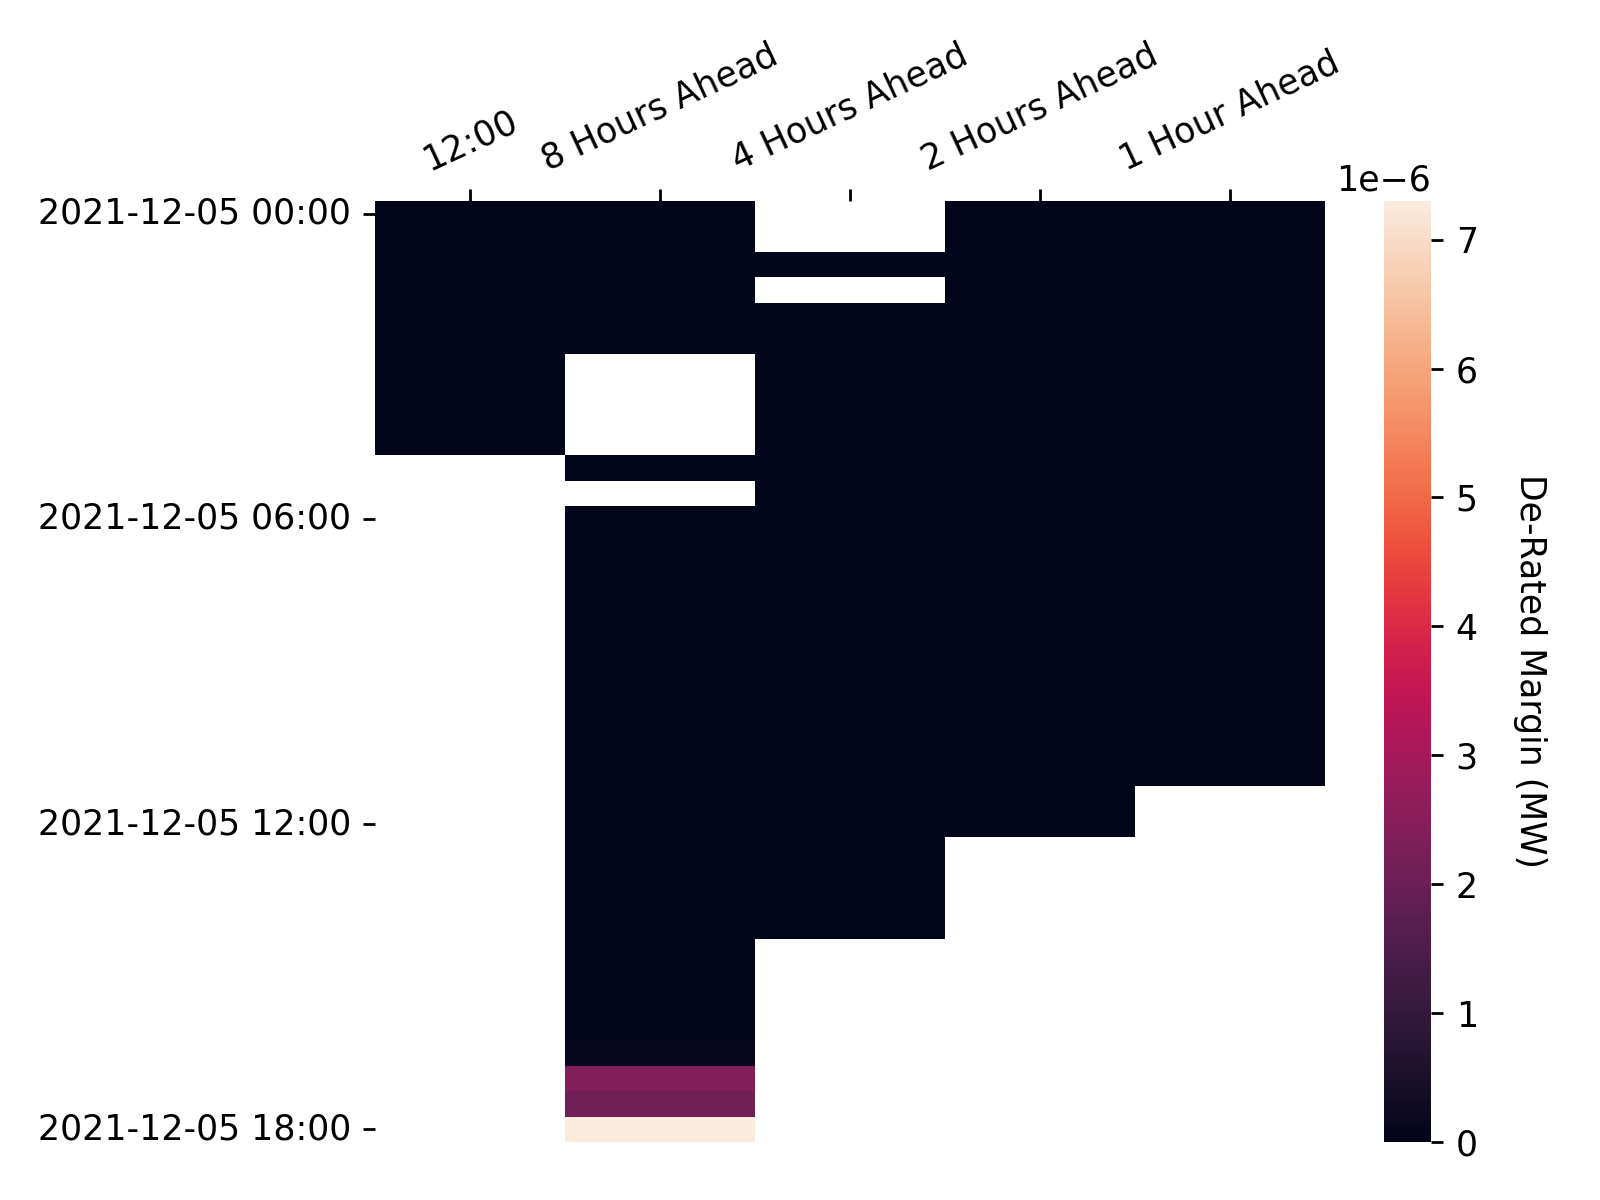 12:00
8 Hours Ahead
4 Hours Ahead
2 Hours Ahead
1 Hour Ahead
2021-12-05 00:00
2021-12-05 06:00
2021-12-05 12:00
2021-12-05 18:00
1e−6
7
6
5
4
3
2
1
0
De-Rated Margin (MW)